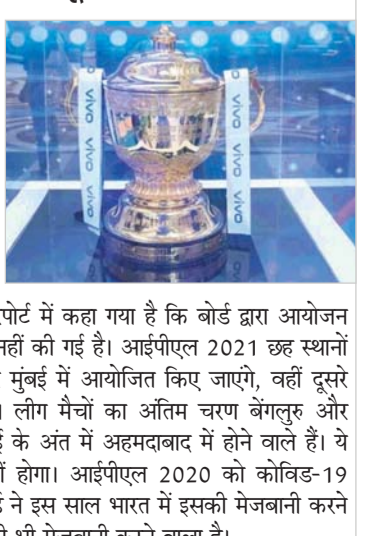 vivo vivo vivo
vivo vivo vivo
में कहा गया है कि बोर्ड द्वारा आयोजन
नहीं की गई है। आईपीएल 2021 छह स्थानों
मुंबई में आयोजित किए जाएंगे, वहीं दूसरे
लीग मैचों का अंतिम चरण बेंगलुरु और
के अंत में अहमदाबाद में होने वाले हैं। ये
होगा। आईपीएल 2020 को कोविड-19
ने इस साल भारत में इसकी मेजबानी करने